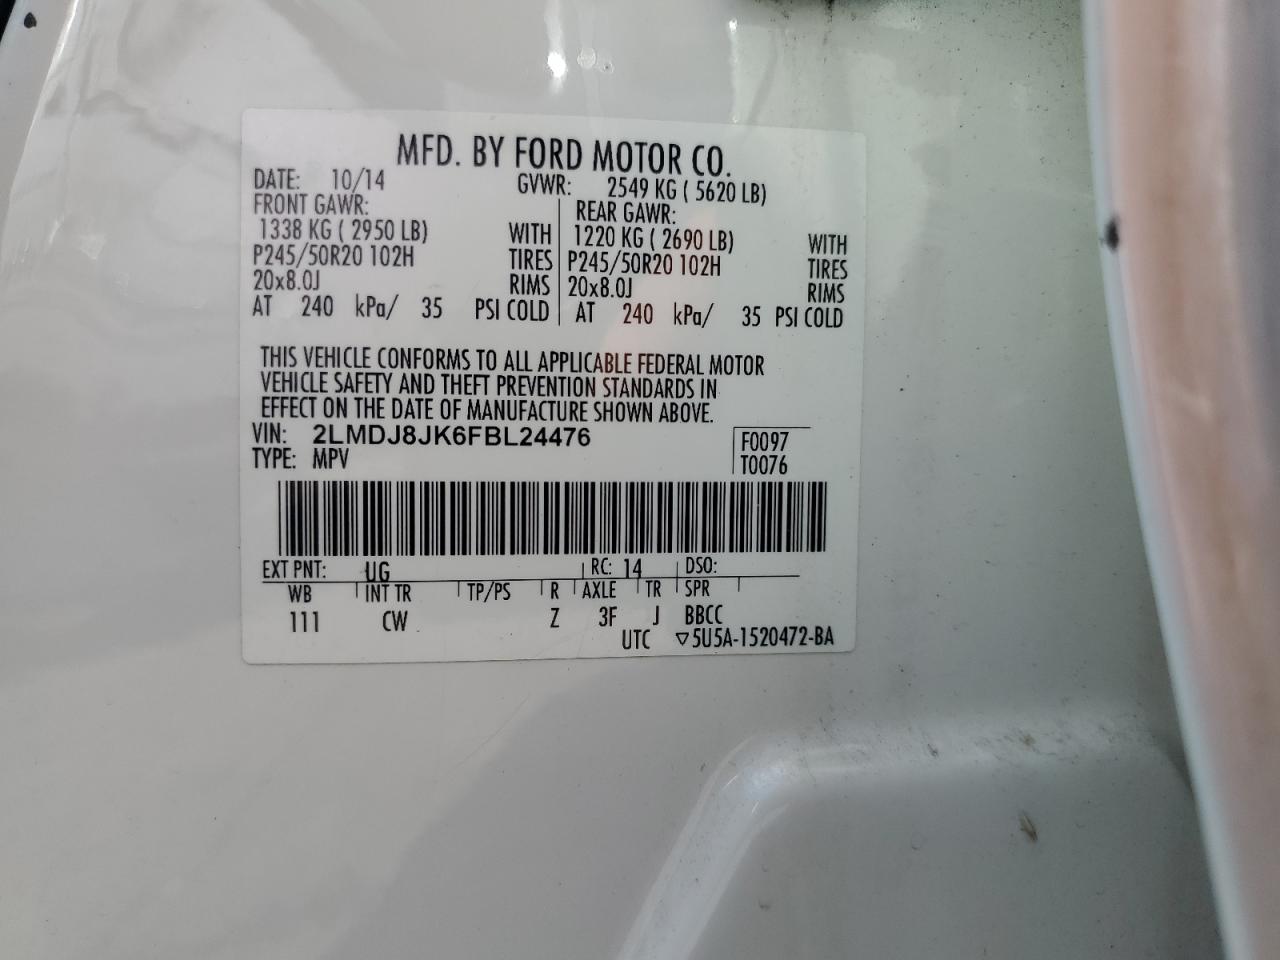 MFD. BY FORD MOTOR CO.
DATE: 10/14 GVWR: 2549 KG ( 5620 LB)
FRONT GAWR: REAR GAWR:
1338 KG ( 2950 LB) WITH 1220 KG ( 2690 LB) WITH
P245/50R20 102H TIRES P245/50R20 102H TIRES
20x8.0J RIMS 20x8.0J RIMS
AT 240 kPa/ 35 PSI COLD AT 240 kPa/ 35 PSI COLD
THIS VEHICLE CONFORMS TO ALL APPLICABLE FEDERAL MOTOR
VEHICLE SAFETY AND THEFT PREVENTION STANDARDS IN
EFFECT ON THE DATE OF MANUFACTURE SHOWN ABOVE.
VIN: 2LMDJ8JK6FBL24476 F0097
TYPE: MPV T0076
EXT PNT: UG RC: 14 DSO:
WB INT TR TP/PS R AXLE TR SPR
111 CW Z 3F J BBCC
UTC ▽5U5A-1520472-BA